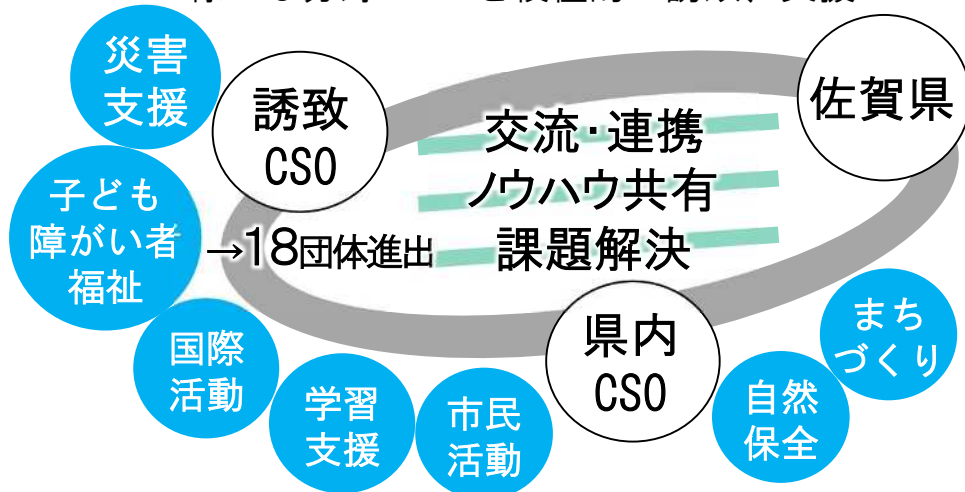 災害
支援
誘致
CSO
佐賀県
交流・連携
ノウハウ共有
課題解決
→18団体進出
子ども
障がい者
福祉
国際
活動
学習
支援
市民
活動
県内
CSO
自然
保全
まち
づくり